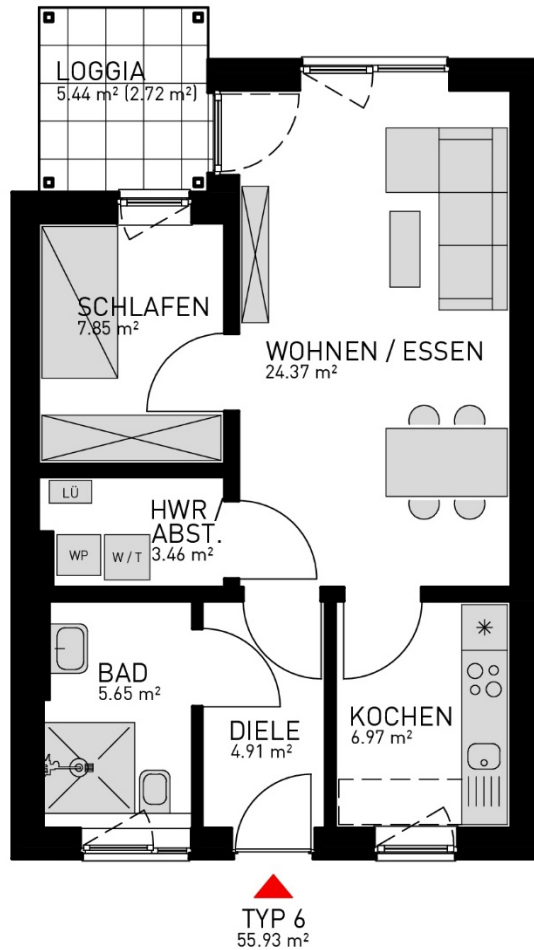 LOGGIA
5.44 m² (2.72 m²)
SCHLAFEN
7.85 m²
WOHNEN / ESSEN
24.37 m²
LÜ
HWR /
ABST.
3.46 m²
WP
W / T
BAD
5.65 m²
DIELE
4.91 m²
KOCHEN
6.97 m²
TYP 6
55.93 m²